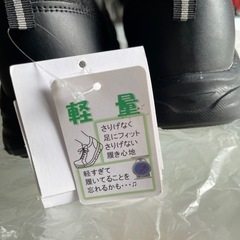 軽量
さりげなく
足にフィット
さりげない
履き心地
軽すぎて
履いてることを
忘れるかも・・・♫